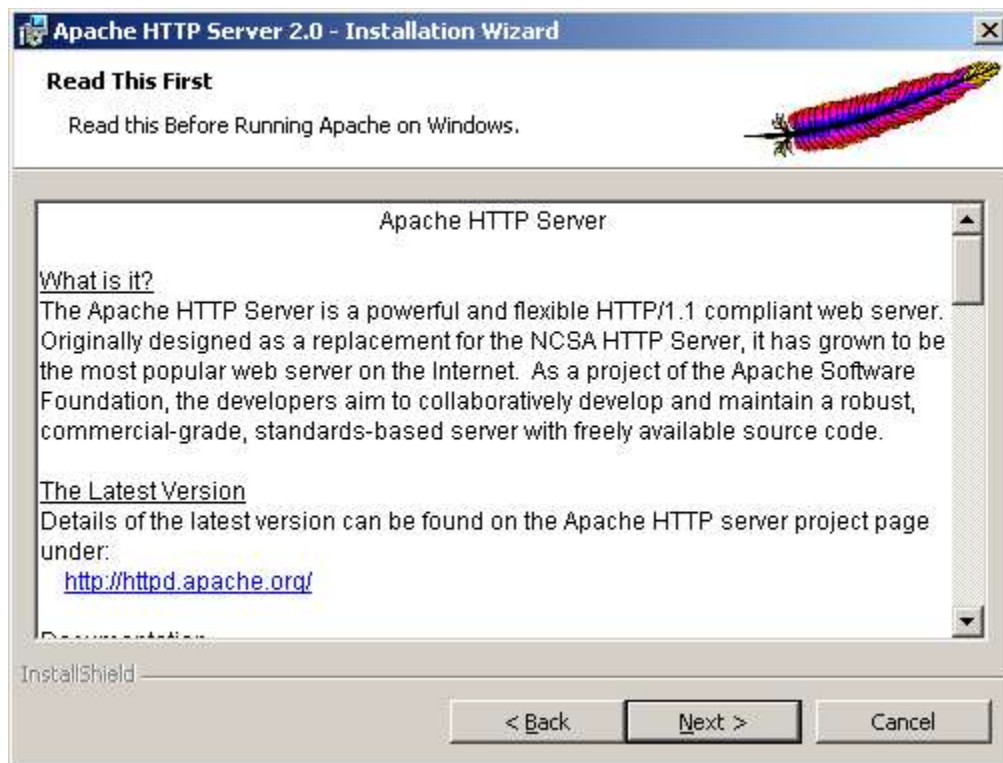 Apache HTTP Server 2.0 - Installation Wizard
Read This First
Read this Before Running Apache on Windows.
Apache HTTP Server
What is it?
The Apache HTTP Server is a powerful and flexible HTTP/1.1 compliant web server.
Originally designed as a replacement for the NCSA HTTP Server, it has grown to be
the most popular web server on the Internet.  As a project of the Apache Software
Foundation, the developers aim to collaboratively develop and maintain a robust,
commercial-grade, standards-based server with freely available source code.
The Latest Version
Details of the latest version can be found on the Apache HTTP server project page
under:
http://httpd.apache.org/
Documentation
InstallShield
< Back
Next >
Cancel